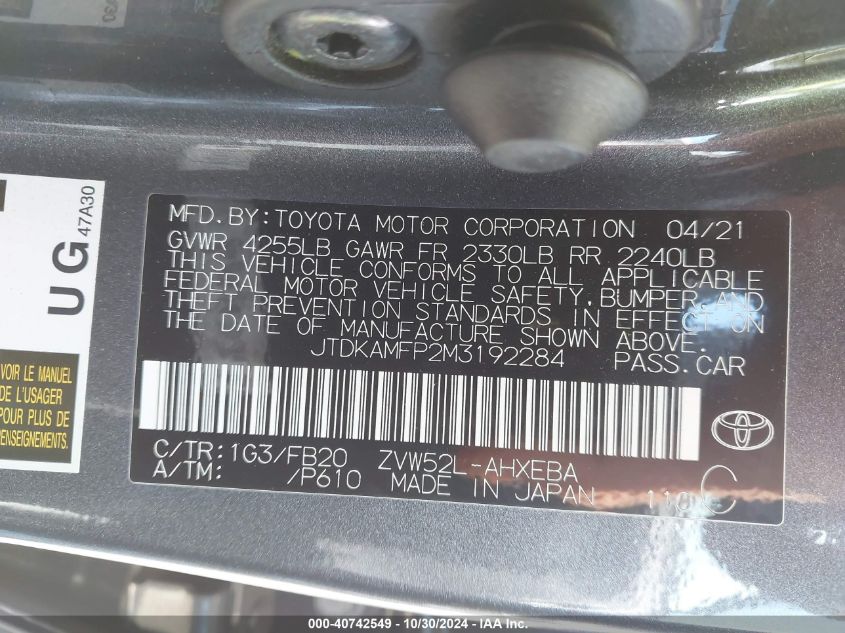 MFD.BY:TOYOTA MOTOR CORPORATION 04/21
GVWR 4255LB GAWR FR 2330LB RR 2240LB
THIS VEHICLE CONFORMS TO ALL APPLICABLE
FEDERAL MOTOR VEHICLE SAFETY,BUMPER,AND
THEFT PREVENTION STANDARDS IN EFFECT ON
THE DATE OF MANUFACTURE SHOWN ABOVE.
JTDKAMFP2M3192284 PASS.CAR
C/TR:1G3/FB20 ZVW52L-AHXEBA
A/TM: /P610 MADE IN JAPAN 110 C
UG
47A30
VOIR LE MANUEL
DE L'USAGER
POUR PLUS DE
RENSEIGNEMENTS.
000-40742549 - 10/30/2024 - IAA Inc.